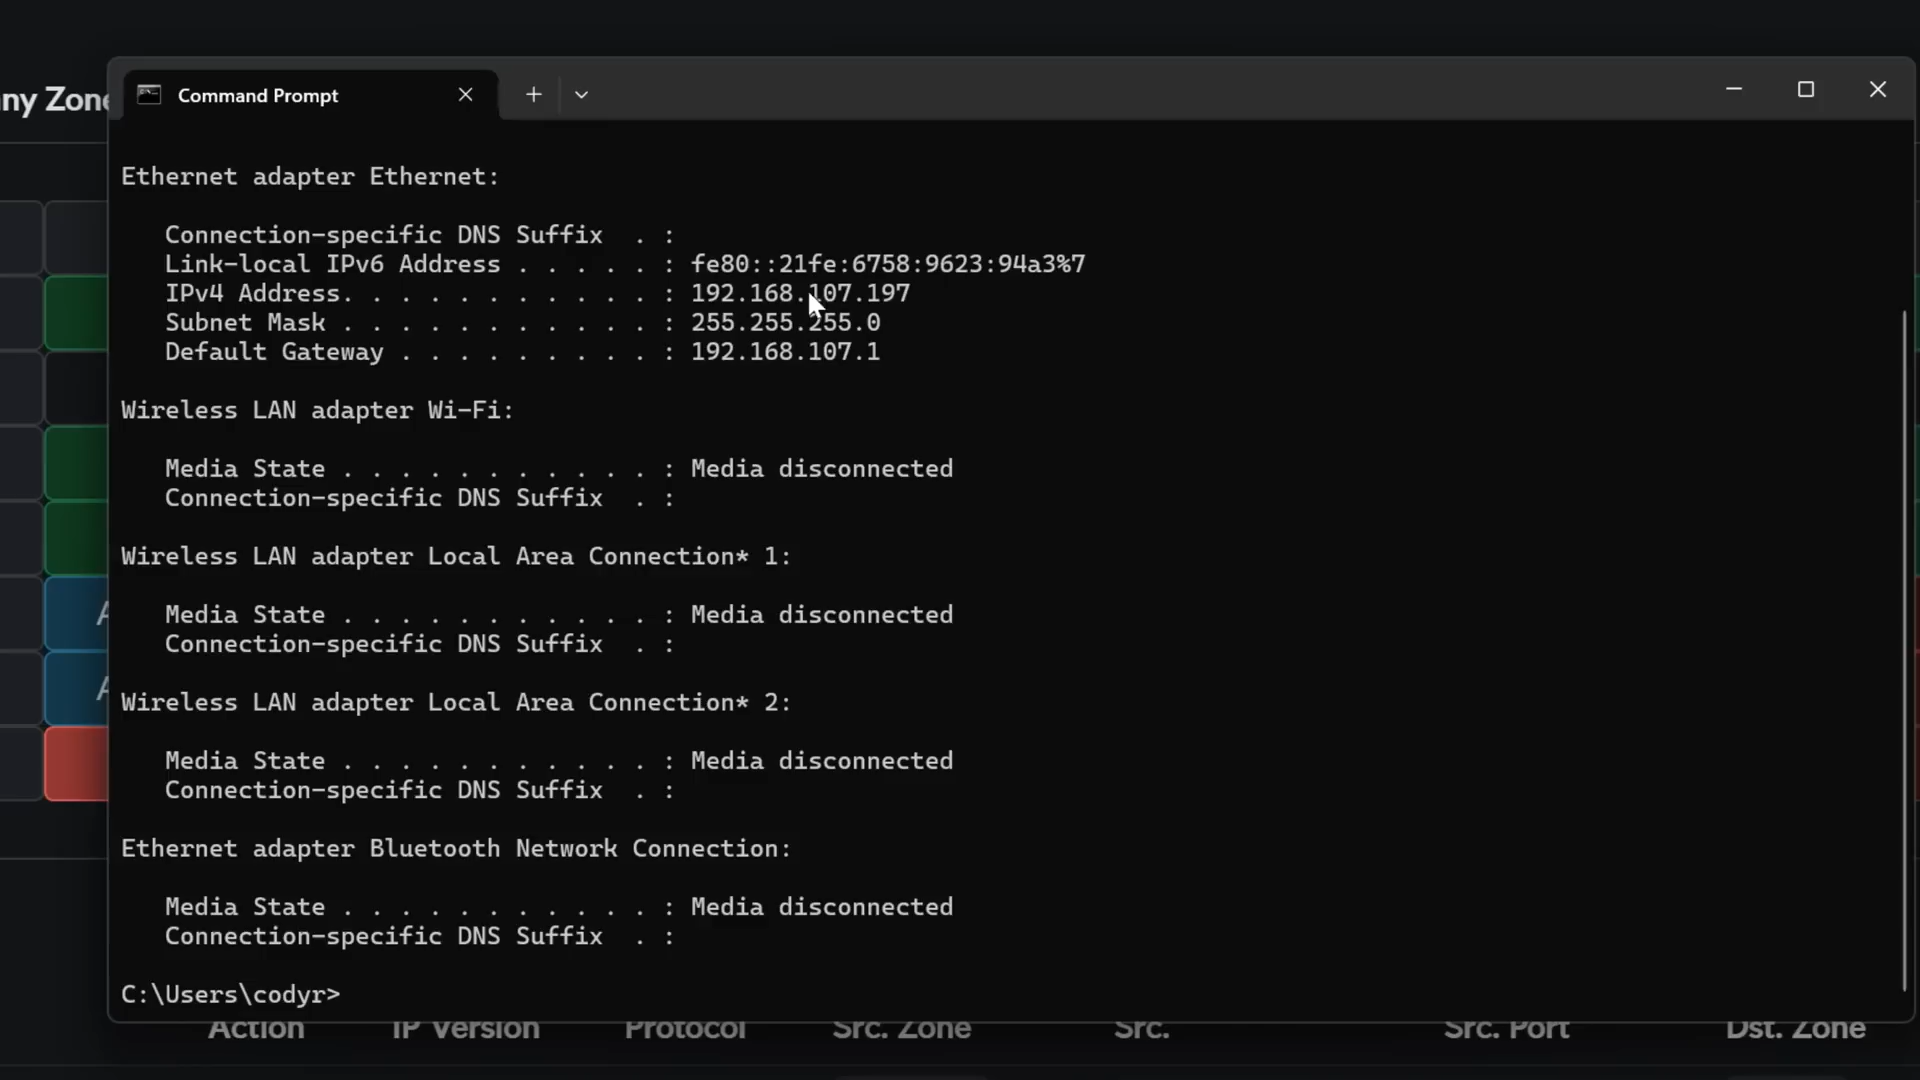 ny Zone
Command Prompt
Ethernet adapter Ethernet:
Connection-specific DNS Suffix  . :
Link-local IPv6 Address . . . . . : fe80::21fe:6758:9623:94a3%7
IPv4 Address. . . . . . . . . . . : 192.168.107.197
Subnet Mask . . . . . . . . . . . : 255.255.255.0
Default Gateway . . . . . . . . . : 192.168.107.1
Wireless LAN adapter Wi-Fi:
Media State . . . . . . . . . . . : Media disconnected
Connection-specific DNS Suffix  . :
Wireless LAN adapter Local Area Connection* 1:
Media State . . . . . . . . . . . : Media disconnected
Connection-specific DNS Suffix  . :
Wireless LAN adapter Local Area Connection* 2:
Media State . . . . . . . . . . . : Media disconnected
Connection-specific DNS Suffix  . :
Ethernet adapter Bluetooth Network Connection:
Media State . . . . . . . . . . . : Media disconnected
Connection-specific DNS Suffix  . :
C:\Users\codyr>
Action IP Version Protocol Src. Zone Src. Src. Port Dst. Zone